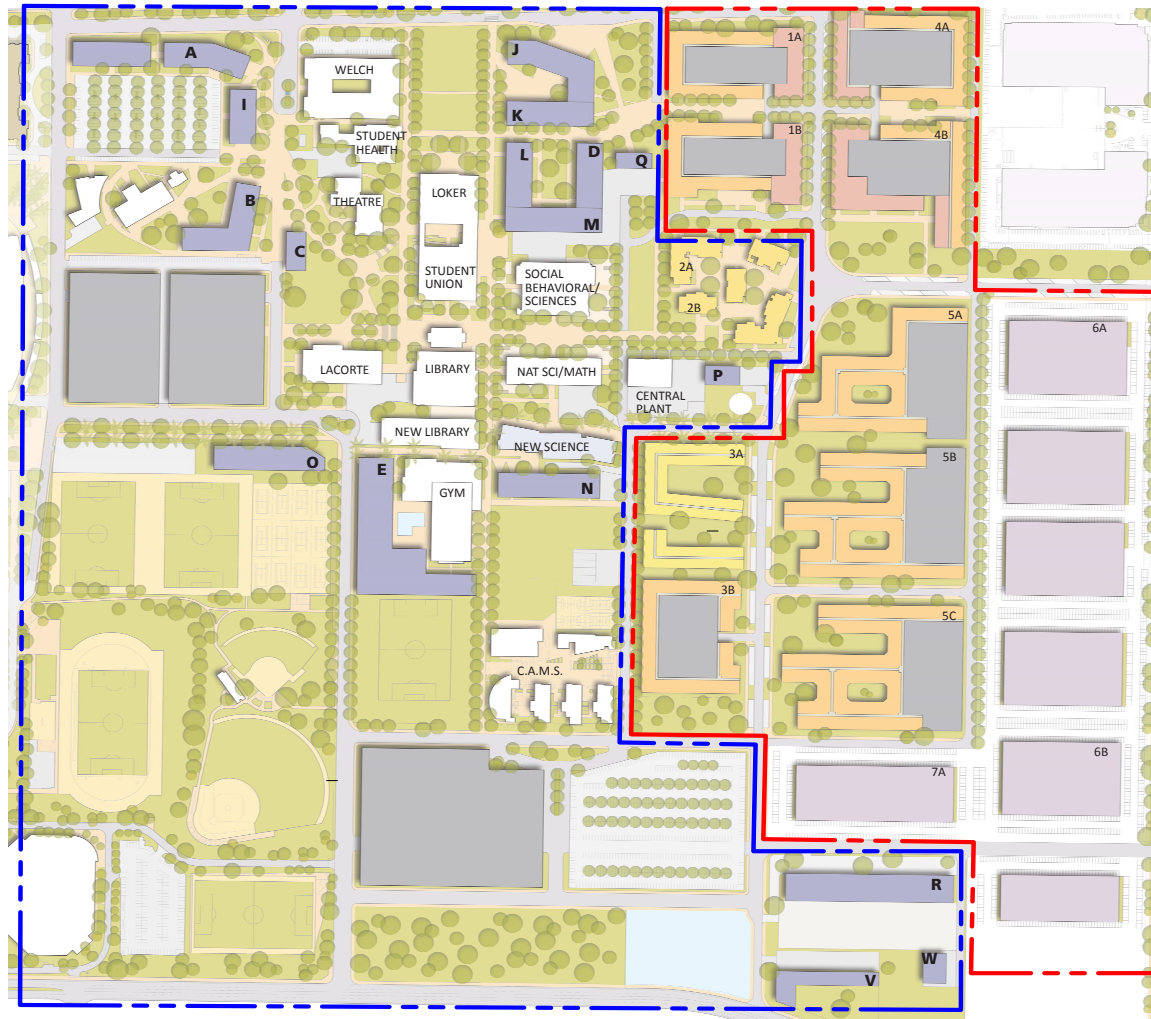 A
J
1A
4A
WELCH
I
K
STUDENT
HEALTH
1B
4B
L
D
Q
B
THEATRE
LOKER
M
C
2A
STUDENT
UNION
SOCIAL
BEHAVIORAL/
SCIENCES
2B
5A
6A
LACORTE
LIBRARY
NAT SCI/MATH
P
CENTRAL
PLANT
NEW LIBRARY
NEW SCIENCE
3A
5B
O
E
GYM
N
3B
5C
C.A.M.S.
6B
7A
R
W
V